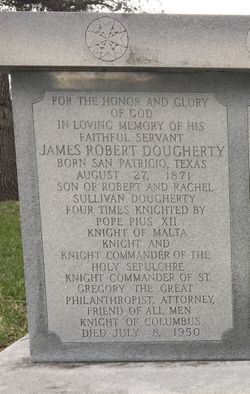 FOR THE HONOR AND GLORY
OF GOD
IN LOVING MEMORY OF HIS
FAITHFUL SERVANT
JAMES ROBERT DOUGHERTY
BORN SAN PATRICIO, TEXAS
AUGUST 27, 1871
SON OF ROBERT AND RACHEL
SULLIVAN DOUGHERTY
FOUR TIMES KNIGHTED BY
POPE PIUS XII
KNIGHT OF MALTA
KNIGHT AND
KNIGHT COMMANDER OF THE
HOLY SEPULCHRE
KNIGHT COMMANDER OF ST.
GREGORY THE GREAT
PHILANTHROPIST, ATTORNEY,
FRIEND OF ALL MEN
KNIGHT OF COLUMBUS
DIED JULY 8, 1950